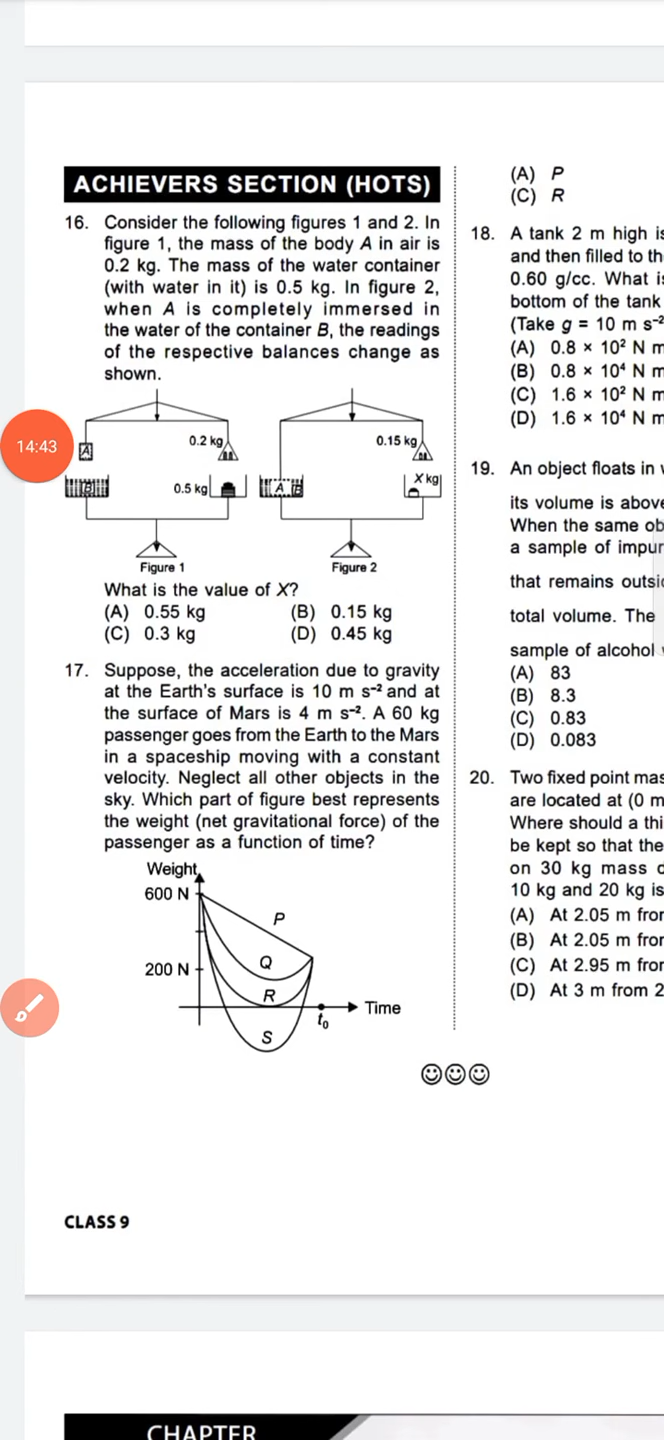 ACHIEVERS SECTION (HOTS)
16. Consider the following figures 1 and 2. In
figure 1, the mass of the body A in air is
0.2 kg. The mass of the water container
(with water in it) is 0.5 kg. In figure 2,
when A is completely immersed in
the water of the container B, the readings
of the respective balances change as
shown.
14:43
A
0.2 kg
B
0.5 kg
Figure 1
0.15 kg
A B
X kg
Figure 2
What is the value of X?
(A) 0.55 kg (B) 0.15 kg
(C) 0.3 kg (D) 0.45 kg
17. Suppose, the acceleration due to gravity
at the Earth's surface is 10 m s⁻² and at
the surface of Mars is 4 m s⁻². A 60 kg
passenger goes from the Earth to the Mars
in a spaceship moving with a constant
velocity. Neglect all other objects in the
sky. Which part of figure best represents
the weight (net gravitational force) of the
passenger as a function of time?
Weight
600 N
P
200 N
Q
R
S
t₀
Time
(A) P
(C) R
18. A tank 2 m high is
and then filled to th
0.60 g/cc. What is
bottom of the tank
(Take g = 10 m s⁻²
(A) 0.8 × 10² N m
(B) 0.8 × 10⁴ N m
(C) 1.6 × 10² N m
(D) 1.6 × 10⁴ N m
19. An object floats in
its volume is above
When the same ob
a sample of impur
that remains outsi
total volume. The
sample of alcohol
(A) 83
(B) 8.3
(C) 0.83
(D) 0.083
20. Two fixed point mas
are located at (0 m
Where should a thi
be kept so that the
on 30 kg mass
10 kg and 20 kg is
(A) At 2.05 m fror
(B) At 2.05 m fror
(C) At 2.95 m fror
(D) At 3 m from 2
CLASS 9
CHAPTER